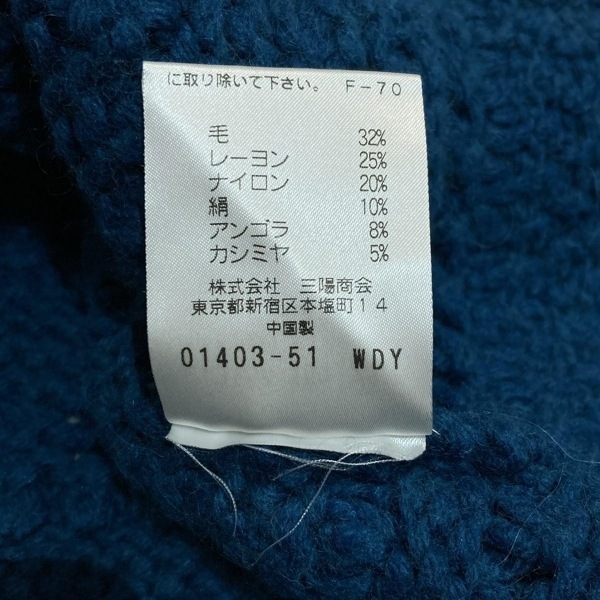 に取り除いて下さい。 F-70
毛 32%
レーヨン 25%
ナイロン 20%
絹 10%
アンゴラ 8%
カシミヤ 5%
株式会社 三陽商会
東京都新宿区本塩町14
中国製
01403-51 WDY